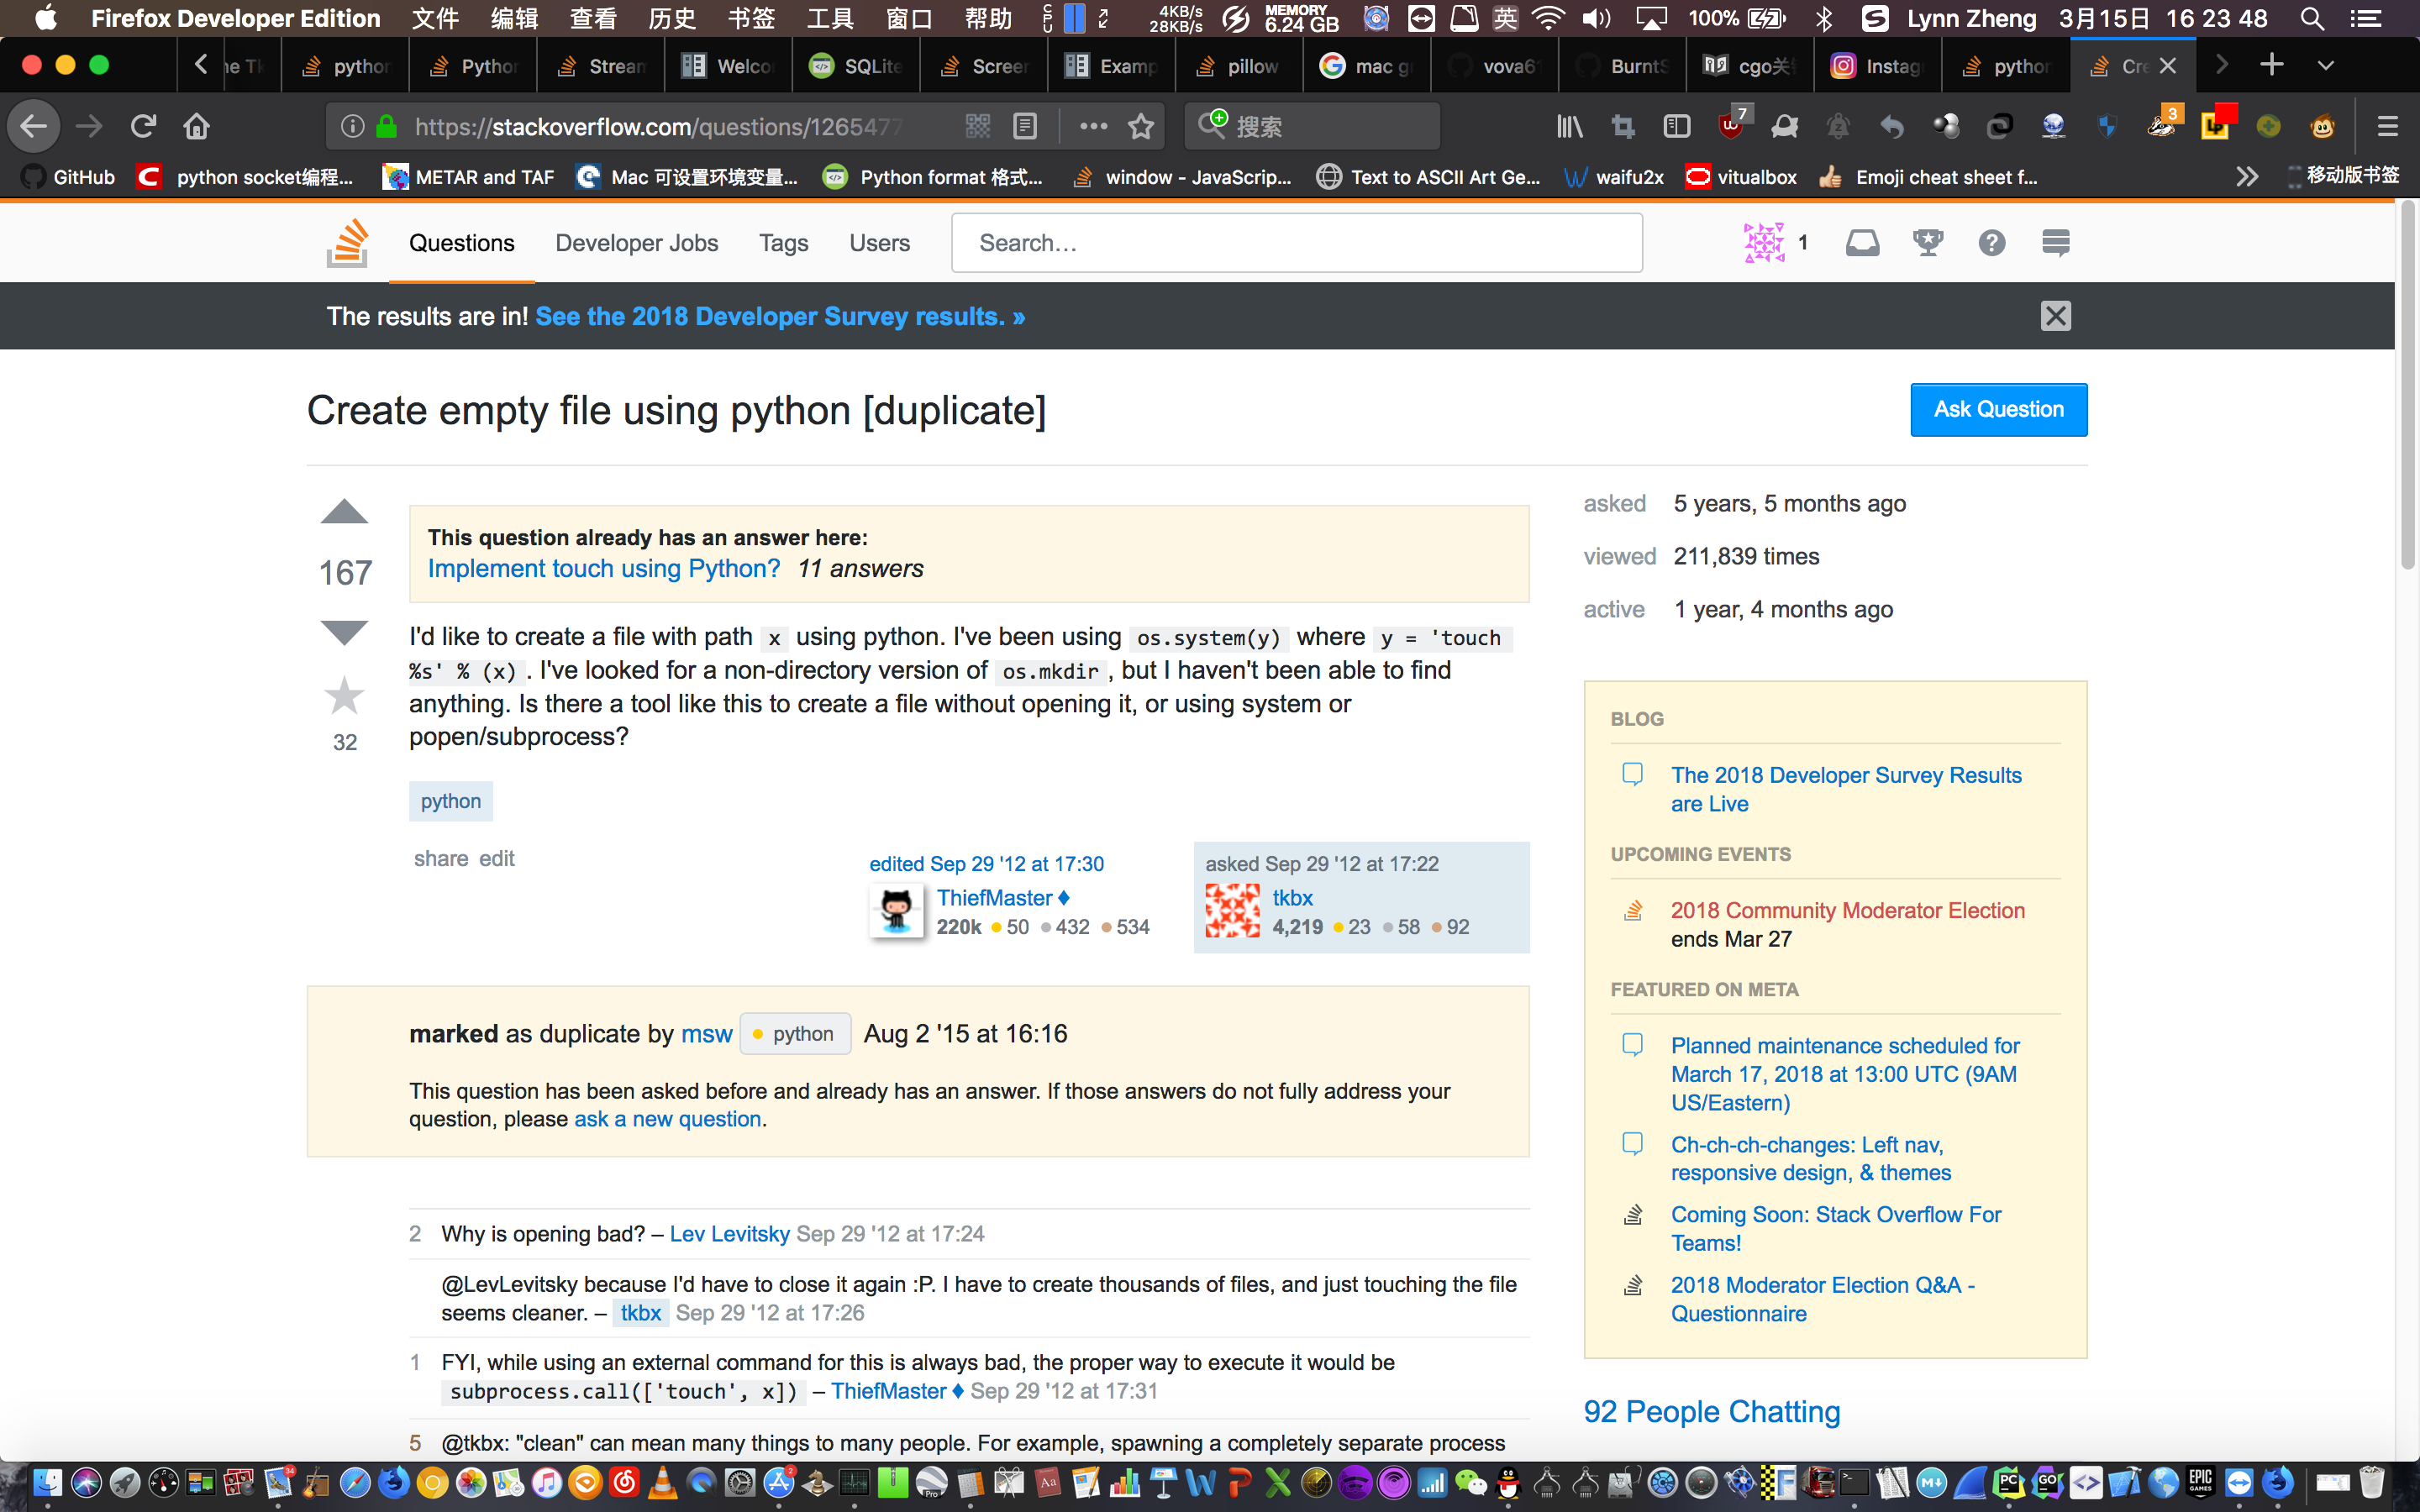 Firefox Developer Edition 文件 编辑 查看 历史 书签 工具 窗口 帮助 CPU 4KB/s 28KB/s MEMORY 6.24 GB 英 100% Lynn Zheng 3月15日 16 23 48
python Python Stream Welco SQLite Screen Examp pillow mac g vova6 BurntS cgo关 Instag python Cre
https://stackoverflow.com/questions/1265477 搜索 7 3
GitHub python socket编程... METAR and TAF Mac 可设置环境变量... Python format 格式... window - JavaScrip... Text to ASCII Art Ge... waifu2x vitualbox Emoji cheat sheet f... 移动版书签
Questions Developer Jobs Tags Users Search… 1
The results are in! See the 2018 Developer Survey results. »
Create empty file using python [duplicate]
Ask Question
167
32
This question already has an answer here:
Implement touch using Python? 11 answers
I'd like to create a file with path x using python. I've been using os.system(y) where y = 'touch
%s' % (x) . I've looked for a non-directory version of os.mkdir , but I haven't been able to find
anything. Is there a tool like this to create a file without opening it, or using system or
popen/subprocess?
python
share edit
edited Sep 29 '12 at 17:30
ThiefMaster ♦
220k 50 432 534
asked Sep 29 '12 at 17:22
tkbx
4,219 23 58 92
marked as duplicate by msw python Aug 2 '15 at 16:16
This question has been asked before and already has an answer. If those answers do not fully address your
question, please ask a new question.
2 Why is opening bad? – Lev Levitsky Sep 29 '12 at 17:24
@LevLevitsky because I'd have to close it again :P. I have to create thousands of files, and just touching the file
seems cleaner. – tkbx Sep 29 '12 at 17:26
1 FYI, while using an external command for this is always bad, the proper way to execute it would be
subprocess.call(['touch', x]) – ThiefMaster ♦ Sep 29 '12 at 17:31
5 @tkbx: "clean" can mean many things to many people. For example, spawning a completely separate process
asked 5 years, 5 months ago
viewed 211,839 times
active 1 year, 4 months ago
BLOG
The 2018 Developer Survey Results
are Live
UPCOMING EVENTS
2018 Community Moderator Election
ends Mar 27
FEATURED ON META
Planned maintenance scheduled for
March 17, 2018 at 13:00 UTC (9AM
US/Eastern)
Ch-ch-ch-changes: Left nav,
responsive design, & themes
Coming Soon: Stack Overflow For
Teams!
2018 Moderator Election Q&A -
Questionnaire
92 People Chatting